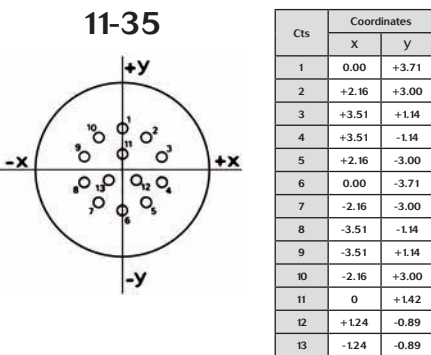 11-35
+y
1
10
2
11
9
3
-x
+x
8
13
12
4
7
5
6
-y
Cts Coordinates
x y
1 0.00 +3.71
2 +2.16 +3.00
3 +3.51 +1.14
4 +3.51 -1.14
5 +2.16 -3.00
6 0.00 -3.71
7 -2.16 -3.00
8 -3.51 -1.14
9 -3.51 +1.14
10 -2.16 +3.00
11 0 +1.42
12 +1.24 -0.89
13 -1.24 -0.89